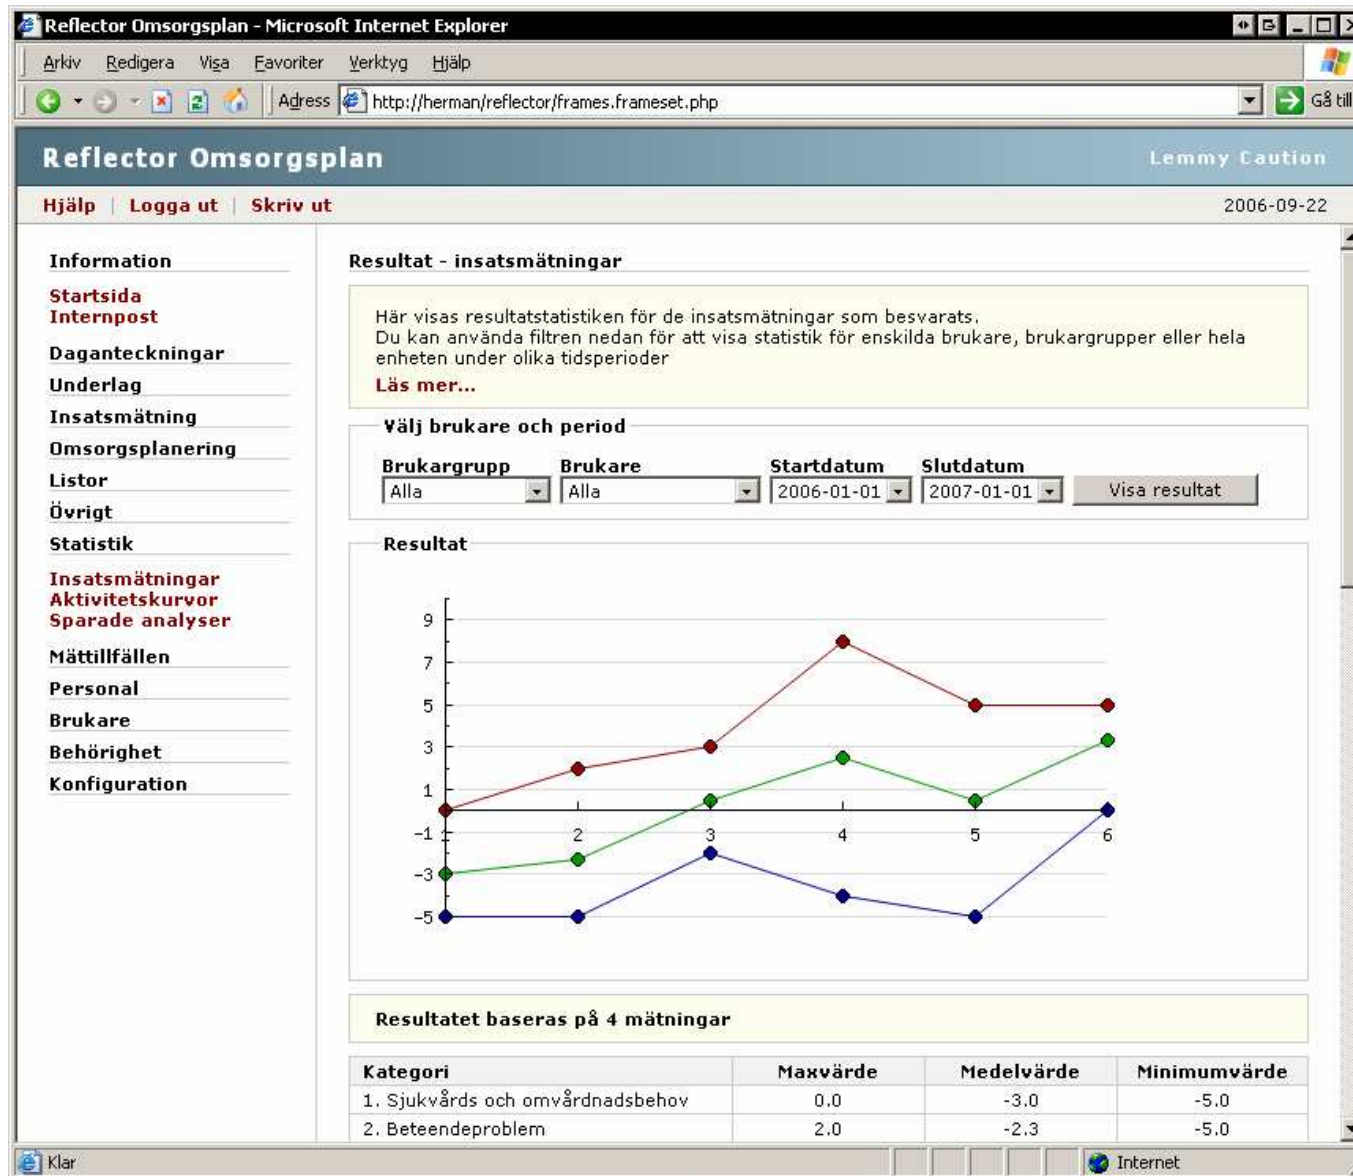 Reflector Omsorgsplan - Microsoft Internet Explorer
Arkiv Redigera Visa Favoriter Verktyg Hjälp
Adress http://herman/reflector/frames.frameset.php Gå till
Reflector Omsorgsplan Lemmy Caution
Hjälp | Logga ut | Skriv ut 2006-09-22
Information
Startsida
Internpost
Daganteckningar
Underlag
Insatsmätning
Omsorgsplanering
Listor
Övrigt
Statistik
Insatsmätningar
Aktivitetskurvor
Sparade analyser
Mättillfällen
Personal
Brukare
Behörighet
Konfiguration
Resultat - insatsmätningar
Här visas resultatstatistiken för de insatsmätningar som besvarats.
Du kan använda filtren nedan för att visa statistik för enskilda brukare, brukargrupper eller hela
enheten under olika tidsperioder
Läs mer...
Välj brukare och period
Brukargrupp Brukare Startdatum Slutdatum
Alla Alla 2006-01-01 2007-01-01 Visa resultat
Resultat
9
7
5
3
1
-1 1 2 3 4 5 6
-3
-5
Resultatet baseras på 4 mätningar
Kategori Maxvärde Medelvärde Minimumvärde
1. Sjukvårds och omvårdnadsbehov 0.0 -3.0 -5.0
2. Beteendeproblem 2.0 -2.3 -5.0
Klar Internet